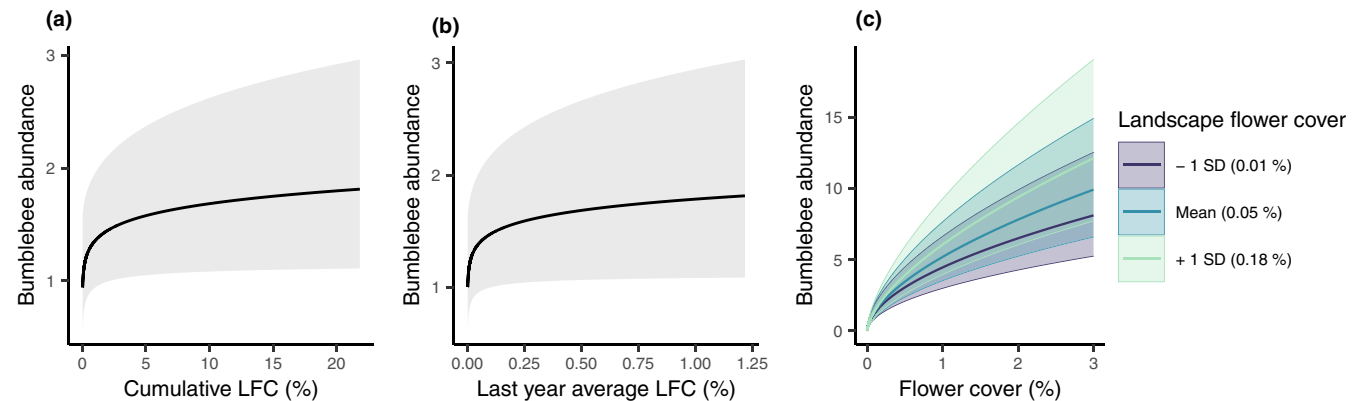 (a)
3
2
1
Bumblebee abundance
0 5 10 15 20
Cumulative LFC (%)
(b)
3
2
1
Bumblebee abundance
0.00 0.25 0.50 0.75 1.00 1.25
Last year average LFC (%)
(c)
15
10
5
0
Bumblebee abundance
0 1 2 3
Flower cover (%)
Landscape flower cover
− 1 SD (0.01 %)
Mean (0.05 %)
+ 1 SD (0.18 %)